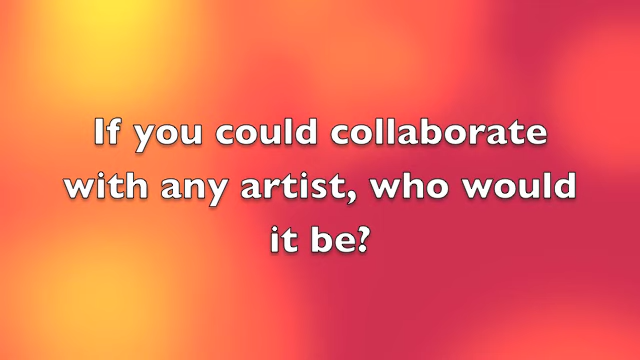 If you could collaborate
with any artist, who would
it be?